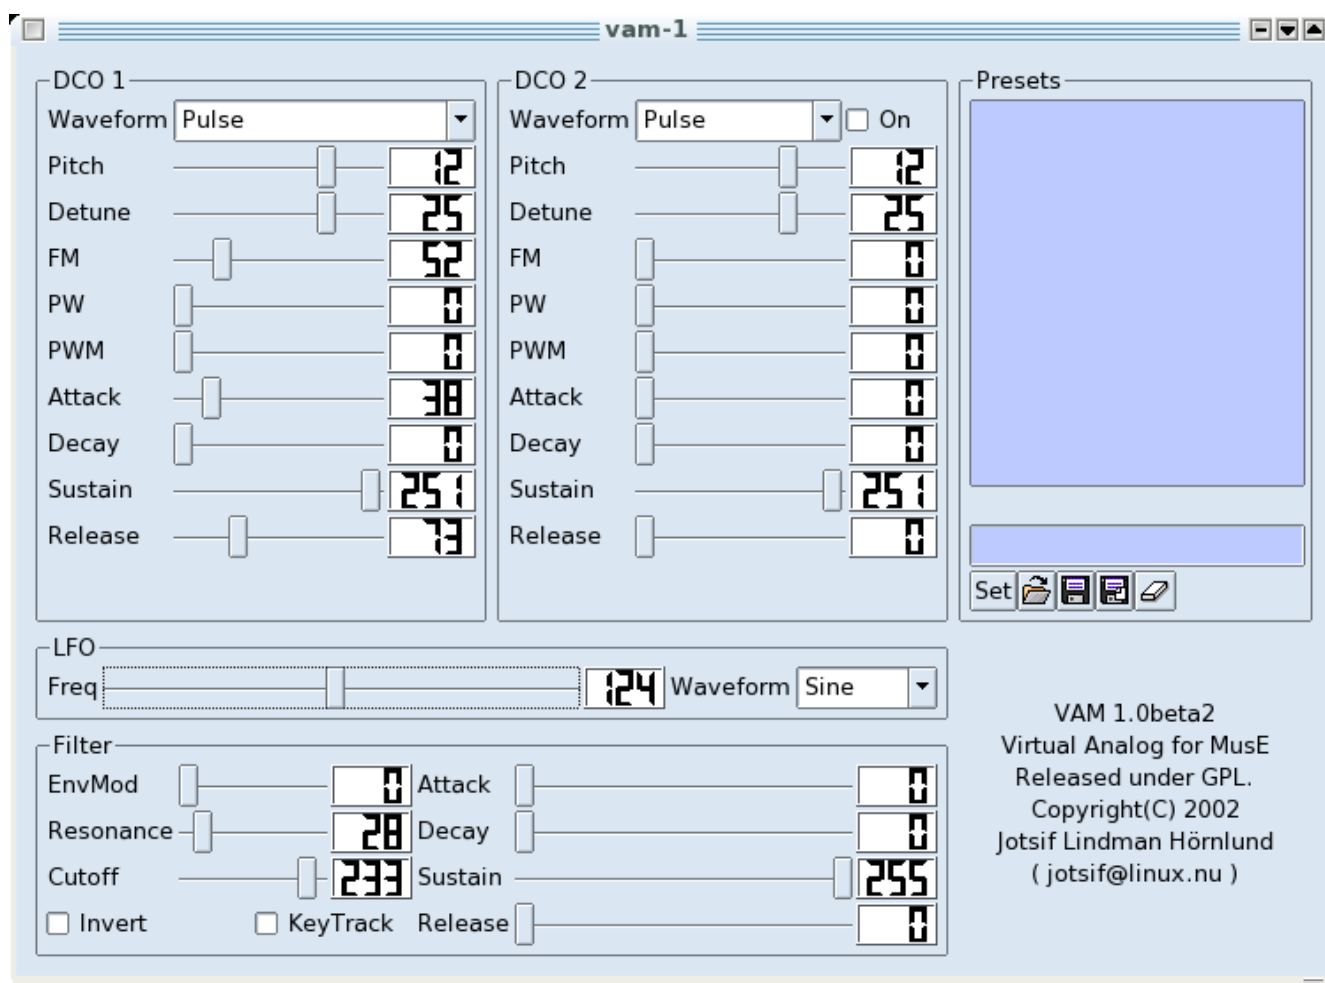 vam-1
DCO 1
Waveform Pulse
Pitch 12
Detune 25
FM 52
PW 0
PWM 0
Attack 38
Decay 0
Sustain 251
Release 73
DCO 2
Waveform Pulse On
Pitch 12
Detune 25
FM 0
PW 0
PWM 0
Attack 0
Decay 0
Sustain 251
Release 0
Presets
Set
LFO
Freq 124 Waveform Sine
Filter
EnvMod 0 Attack 0
Resonance 28 Decay 0
Cutoff 233 Sustain 255
Invert KeyTrack Release 0
VAM 1.0beta2
Virtual Analog for MusE
Released under GPL.
Copyright(C) 2002
Jotsif Lindman Hörnlund
( jotsif@linux.nu )